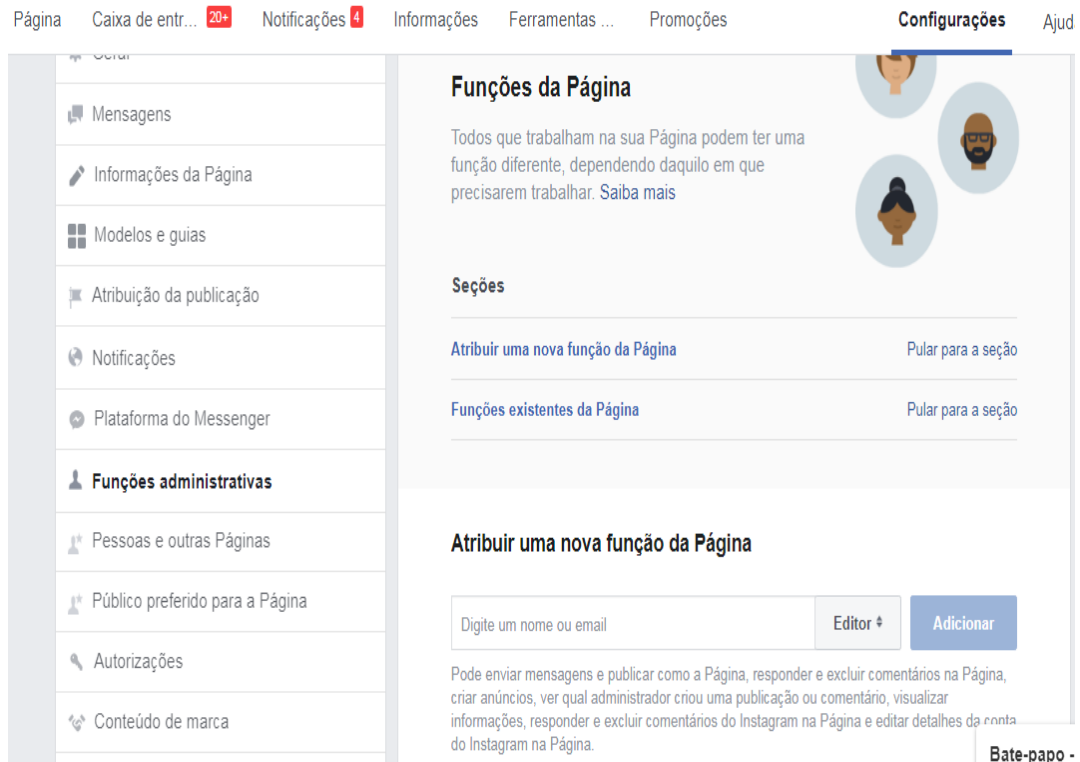 Página Caixa de entr... 20+ Notificações 4 Informações Ferramentas ... Promoções Configurações Ajud
Geral
Mensagens
Informações da Página
Modelos e guias
Atribuição da publicação
Notificações
Plataforma do Messenger
Funções administrativas
Pessoas e outras Páginas
Público preferido para a Página
Autorizações
Conteúdo de marca
Funções da Página
Todos que trabalham na sua Página podem ter uma
função diferente, dependendo daquilo em que
precisarem trabalhar. Saiba mais
Seções
Atribuir uma nova função da Página Pular para a seção
Funções existentes da Página Pular para a seção
Atribuir uma nova função da Página
Digite um nome ou email Editor Adicionar
Pode enviar mensagens e publicar como a Página, responder e excluir comentários na Página,
criar anúncios, ver qual administrador criou uma publicação ou comentário, visualizar
informações, responder e excluir comentários do Instagram na Página e editar detalhes da conta
do Instagram na Página.
Bate-papo -